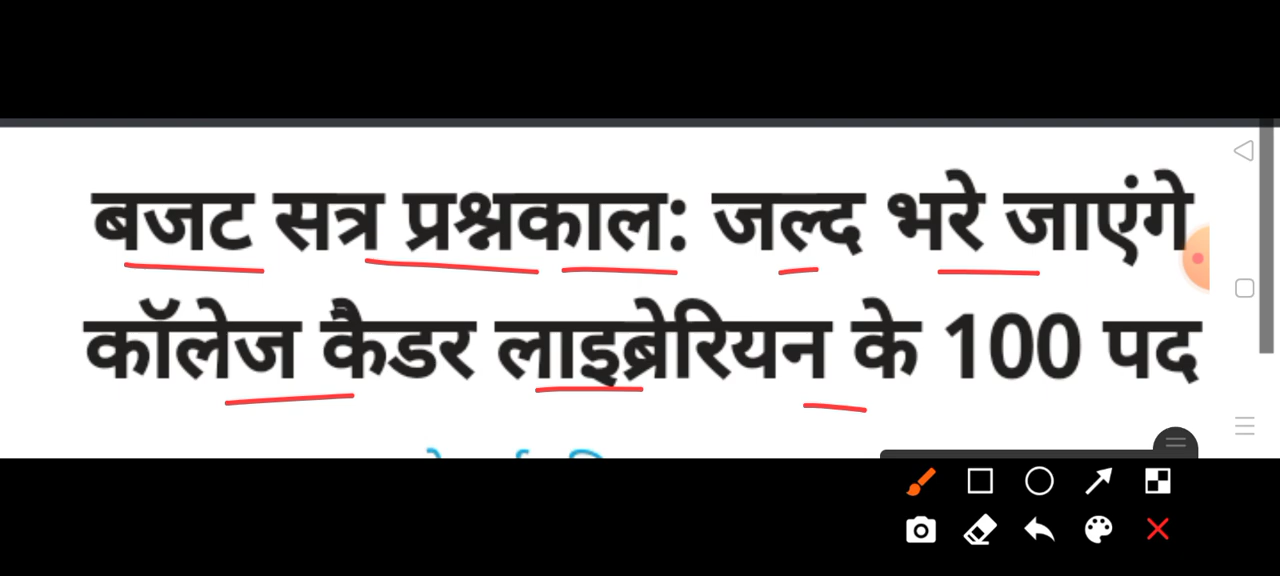 बजट सत्र प्रश्नकाल: जल्द भरे जाएंगे
कॉलेज कैडर लाइब्रेरियन के 100 पद